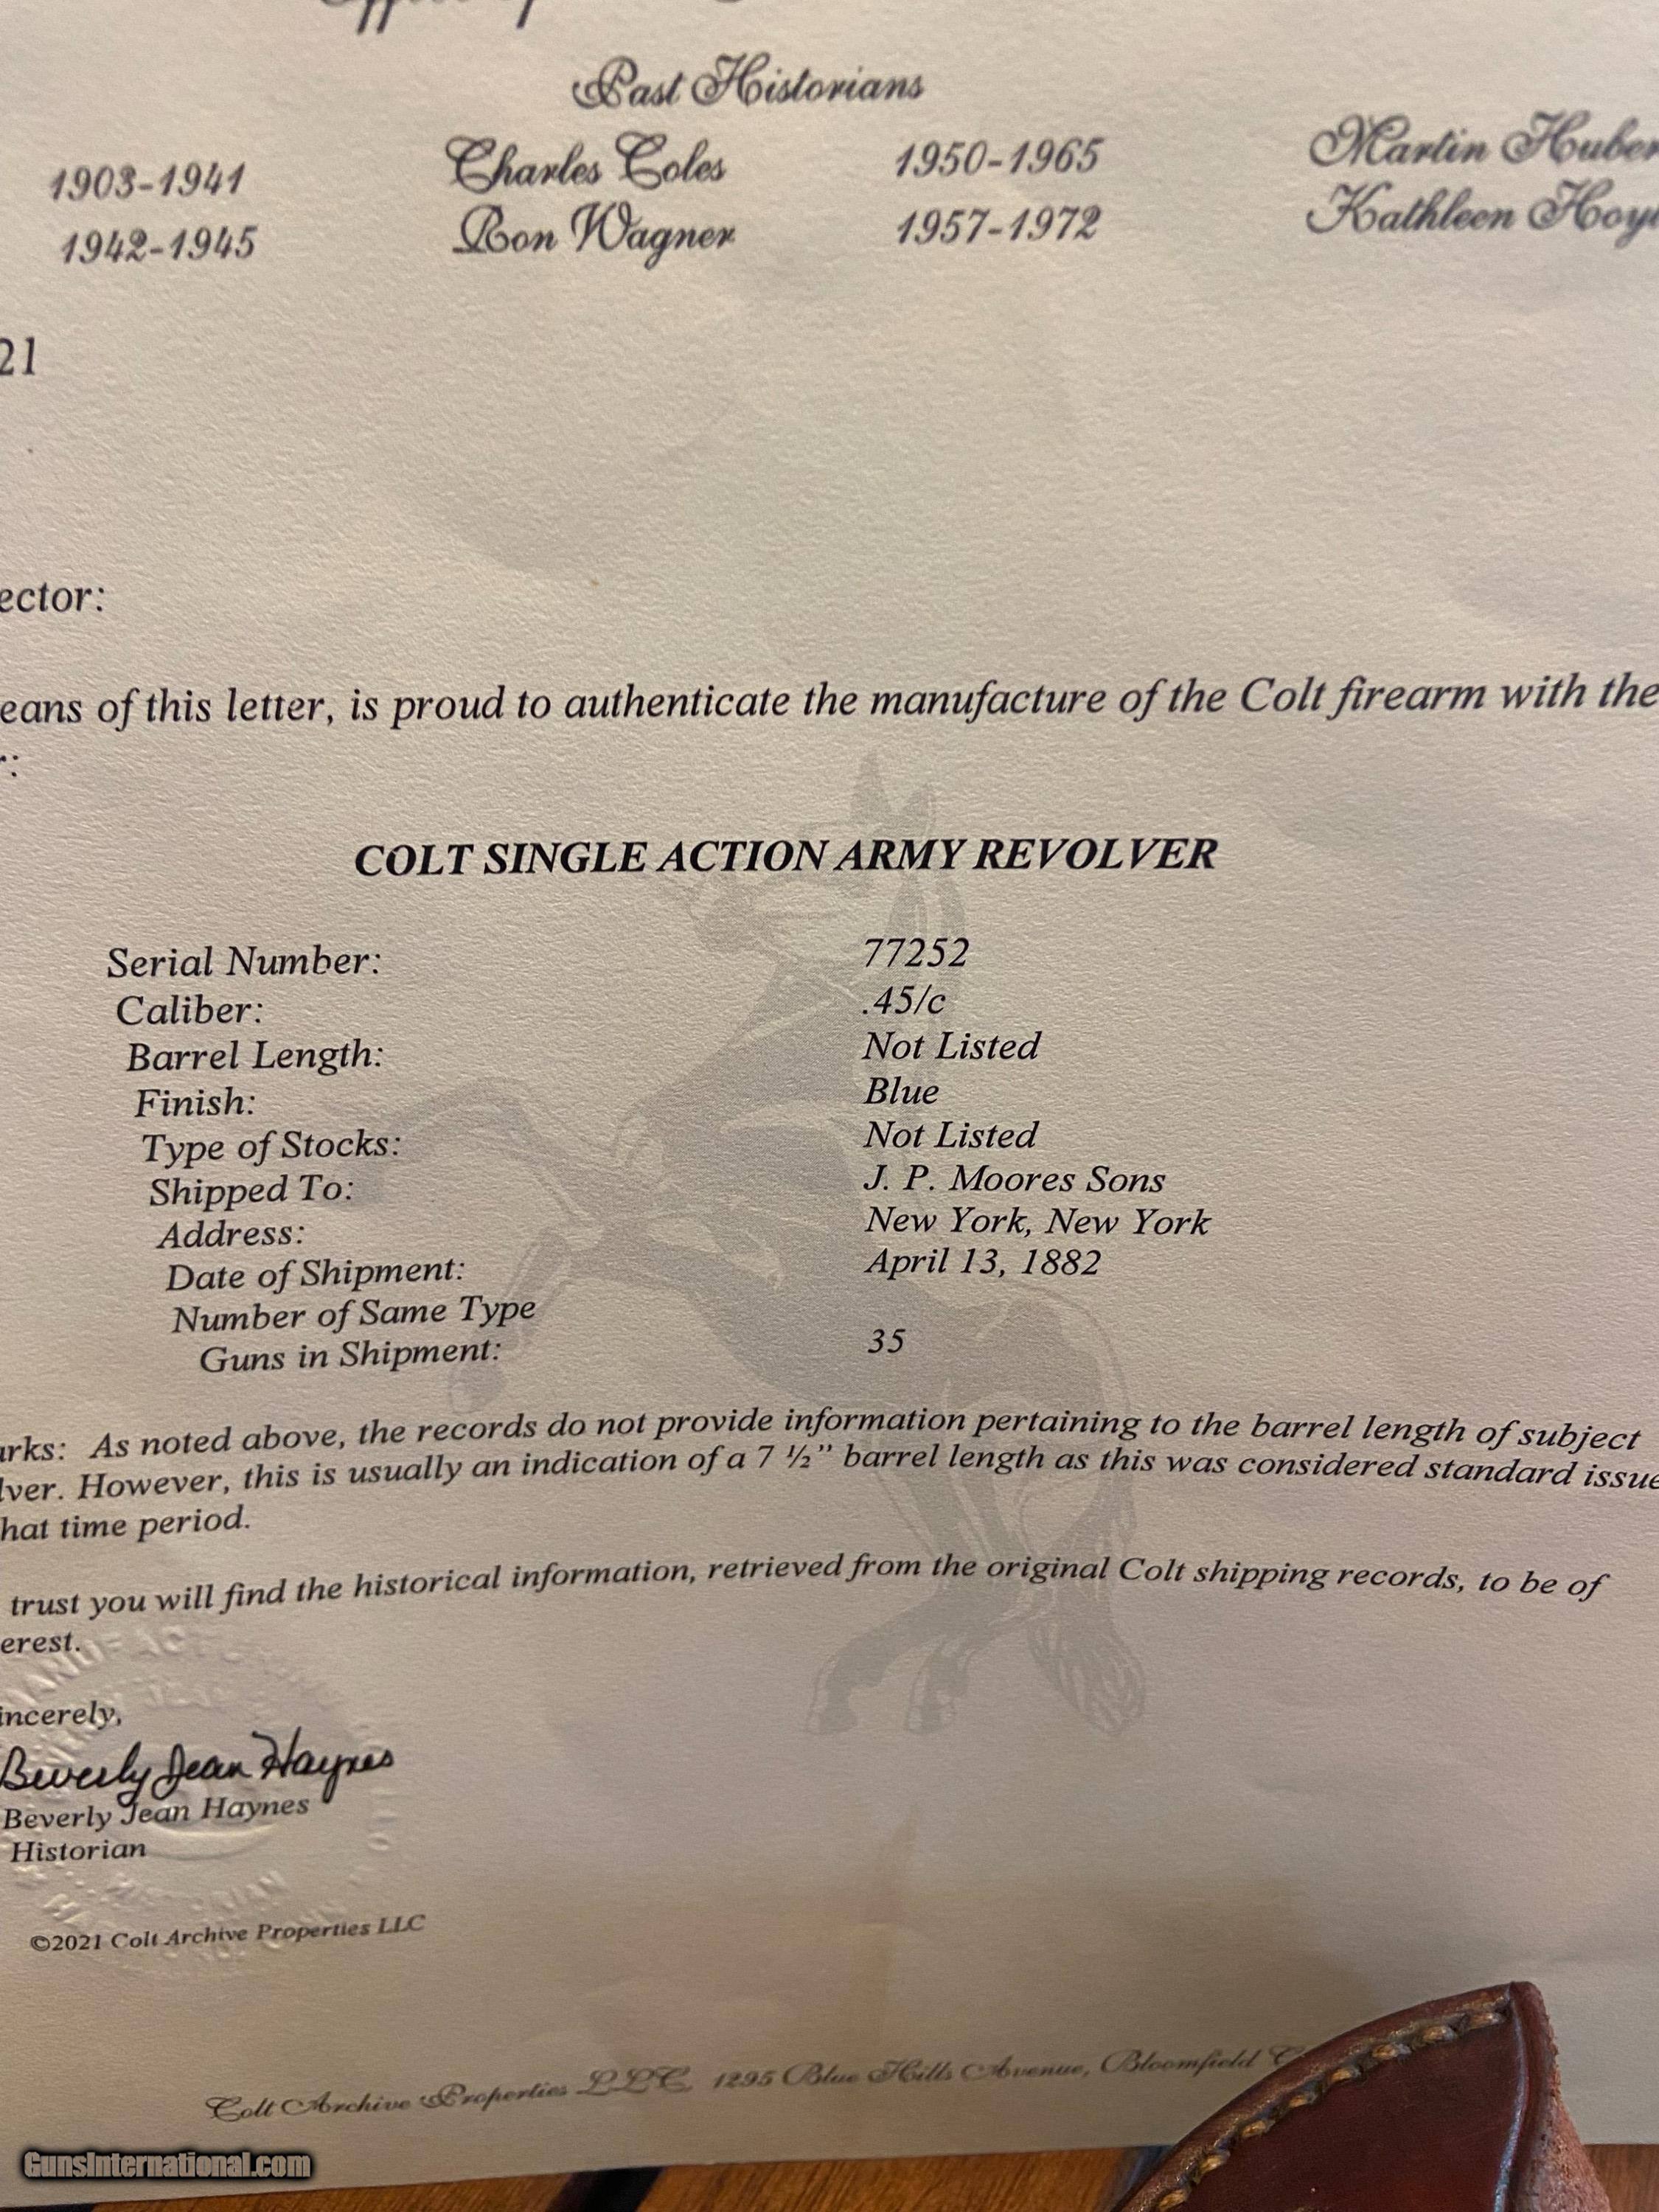 Past Historians
1903-1941 Charles Coles 1950-1965 Martin Huber
1942-1945 Ron Wagner 1957-1972 Kathleen Hoy
21
ector:
eans of this letter, is proud to authenticate the manufacture of the Colt firearm with the
r:
COLT SINGLE ACTION ARMY REVOLVER
Serial Number: 77252
Caliber: .45/c
Barrel Length: Not Listed
Finish: Blue
Type of Stocks: Not Listed
Shipped To: J. P. Moores Sons
Address: New York, New York
Date of Shipment: April 13, 1882
Number of Same Type
Guns in Shipment: 35
arks: As noted above, the records do not provide information pertaining to the barrel length of subject
lver. However, this is usually an indication of a 7 ½" barrel length as this was considered standard issue
hat time period.
trust you will find the historical information, retrieved from the original Colt shipping records, to be of
erest.
incerely,
Beverly Jean Haynes
Beverly Jean Haynes
Historian
©2021 Colt Archive Properties LLC
Colt Archive Properties LLC 1295 Blue Hills Avenue, Bloomfield C
GunsInternational.com